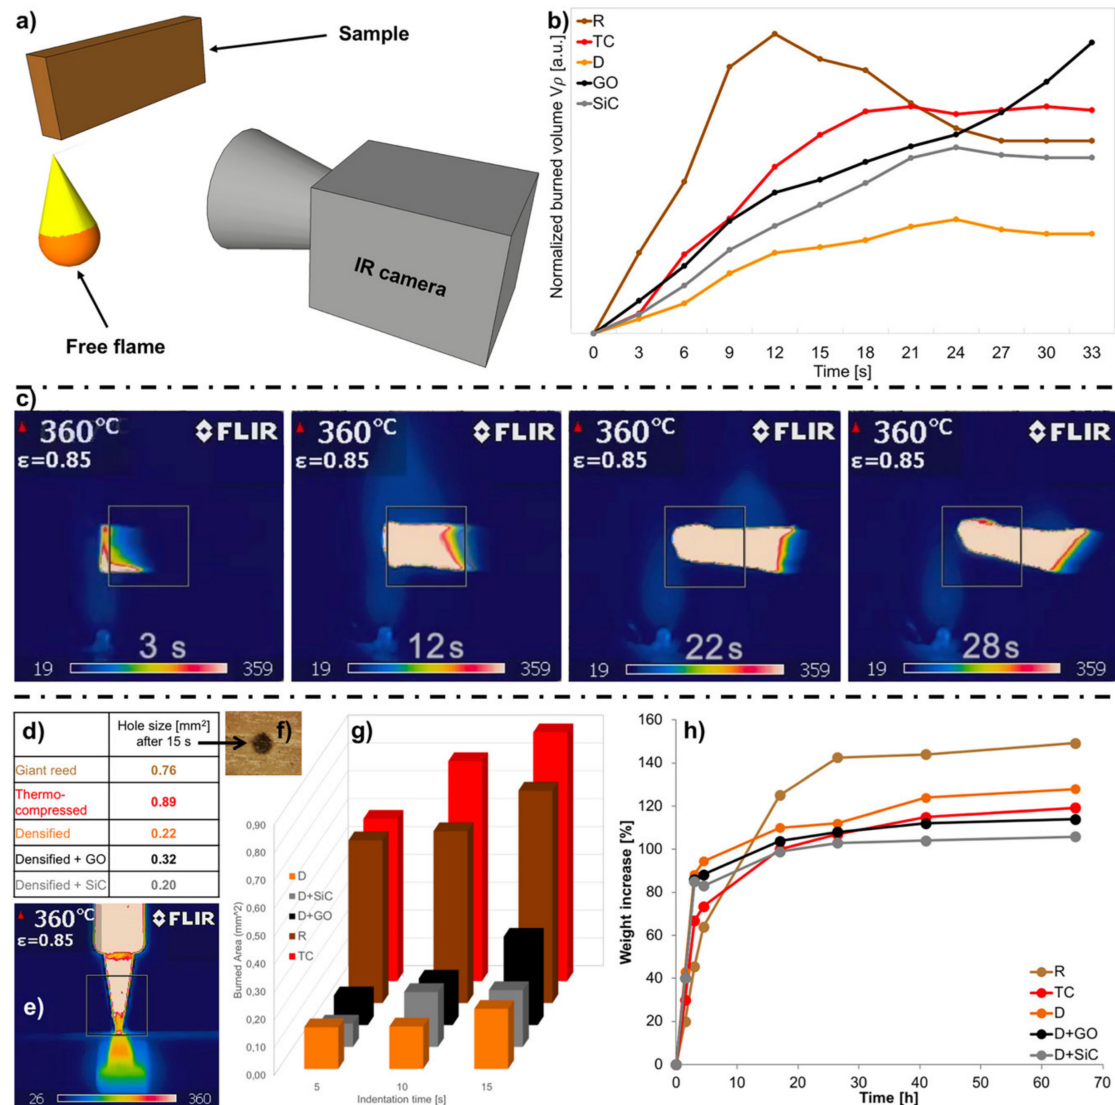 a)
Sample
IR camera
Free flame
b)
Normalized burned volume Vρ [a.u.]
R
TC
D
GO
SiC
0 3 6 9 12 15 18 21 24 27 30 33
Time [s]
c)
360°C
FLIR
ε=0.85
3 s
19 359
360°C
FLIR
ε=0.85
12s
19 359
360°C
FLIR
ε=0.85
22s
19 359
360°C
FLIR
ε=0.85
28s
19 359
d)
Hole size [mm²]
after 15 s
Giant reed 0.76
Thermo-
compressed 0.89
Densified 0.22
Densified + GO 0.32
Densified + SiC 0.20
e)
360°C
FLIR
ε=0.85
26 360
f)
g)
Burned Area (mm^2)
0,90
0,80
0,70
0,60
0,50
0,40
0,30
0,20
0,10
0,00
D
D+SiC
D+GO
R
TC
5 10 15
Indentation time [s]
h)
Weight increase [%]
160
140
120
100
80
60
40
20
0
R
TC
D
D+GO
D+SiC
0 10 20 30 40 50 60 70
Time [h]